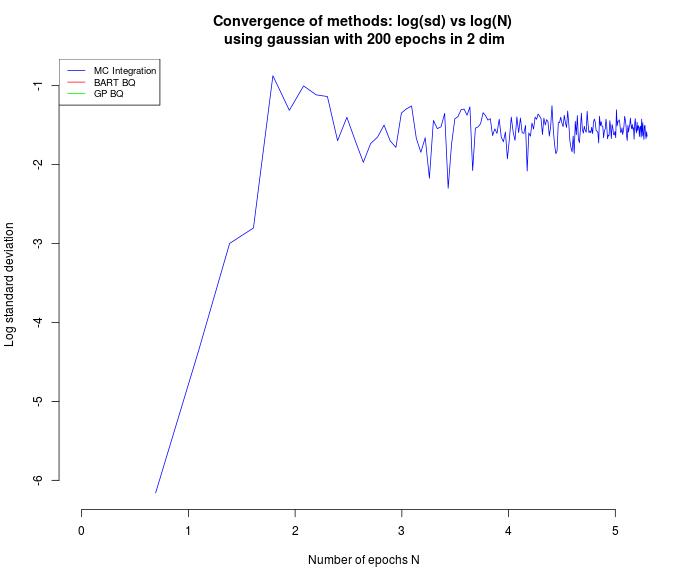 Convergence of methods: log(sd) vs log(N)
using gaussian with 200 epochs in 2 dim
MC Integration
BART BQ
GP BQ
-1
-2
-3
-4
-5
-6
Log standard deviation
0 1 2 3 4 5
Number of epochs N